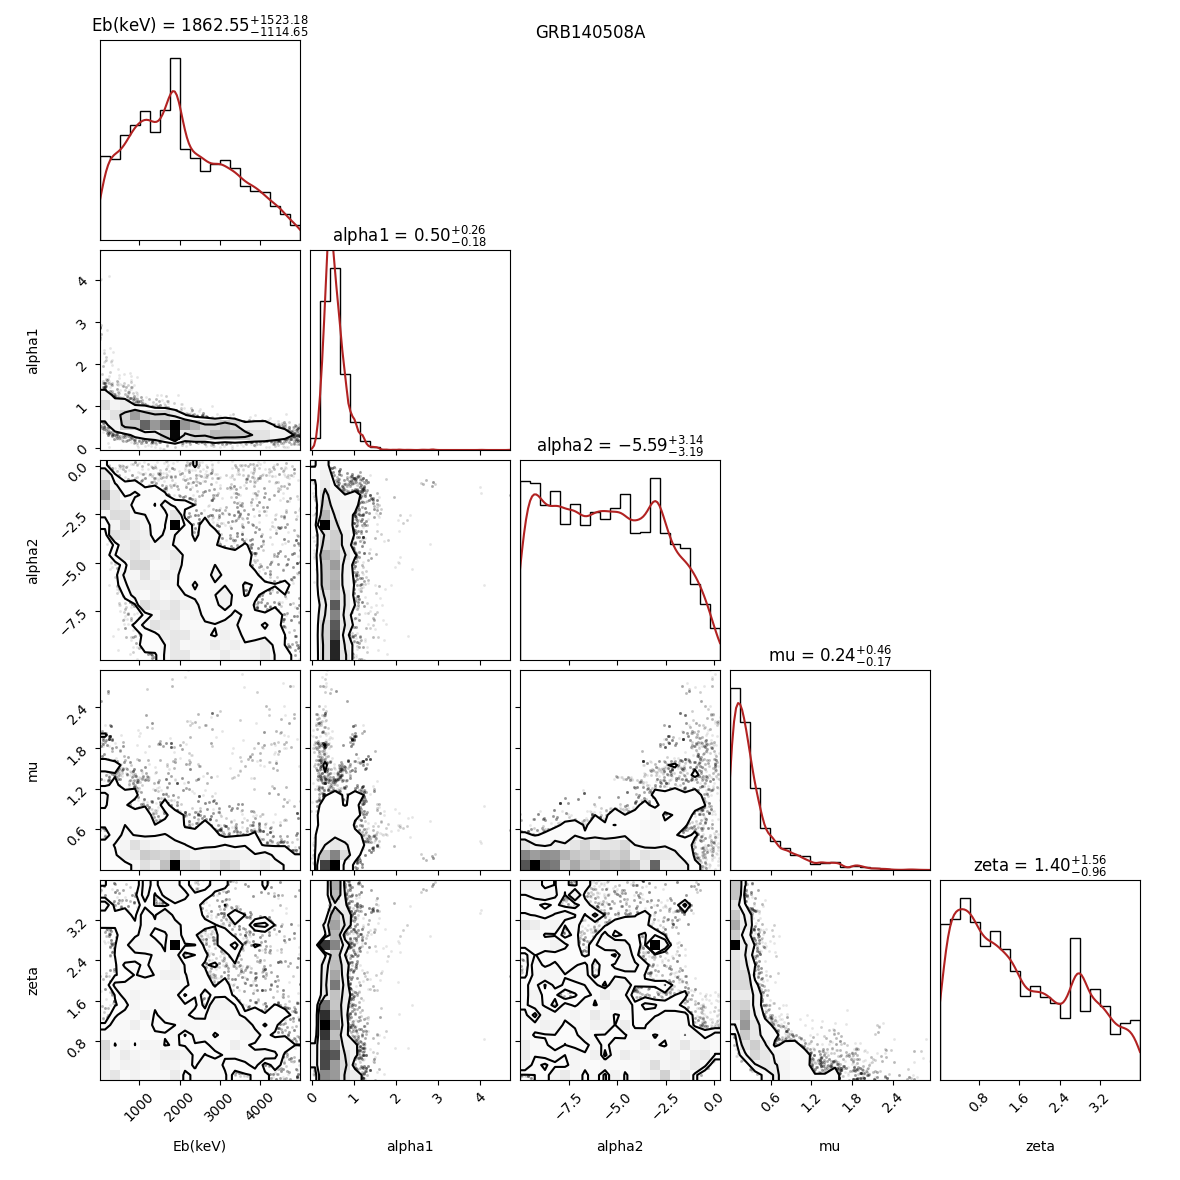 GRB140508A
Eb(keV) = 1862.55+1523.18−1114.65
alpha1 = 0.50+0.26−0.18
alpha1
4
3
2
1
0
alpha2 = −5.59+3.14−3.19
alpha2
0.0
−2.5
−5.0
−7.5
mu = 0.24+0.46−0.17
mu
2.4
1.8
1.2
0.6
zeta = 1.40+1.56−0.96
zeta
3.2
2.4
1.6
0.8
1000 2000 3000 4000 0 1 2 3 4 −7.5 −5.0 −2.5 0.0 0.6 1.2 1.8 2.4 0.8 1.6 2.4 3.2
Eb(keV) alpha1 alpha2 mu zeta